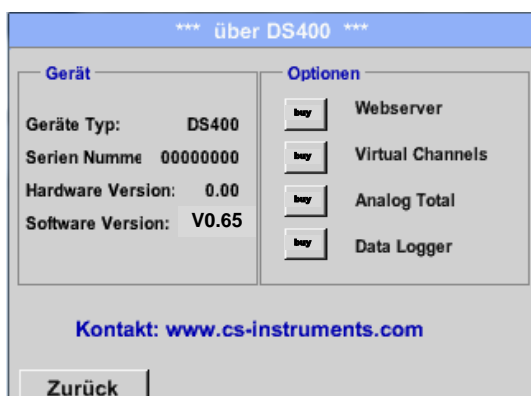 *** über DS400 ***
Gerät
Geräte Typ: DS400
Serien Numme 00000000
Hardware Version: 0.00
Software Version: V0.65
Optionen
buy Webserver
buy Virtual Channels
buy Analog Total
buy Data Logger
Kontakt: www.cs-instruments.com
Zurück